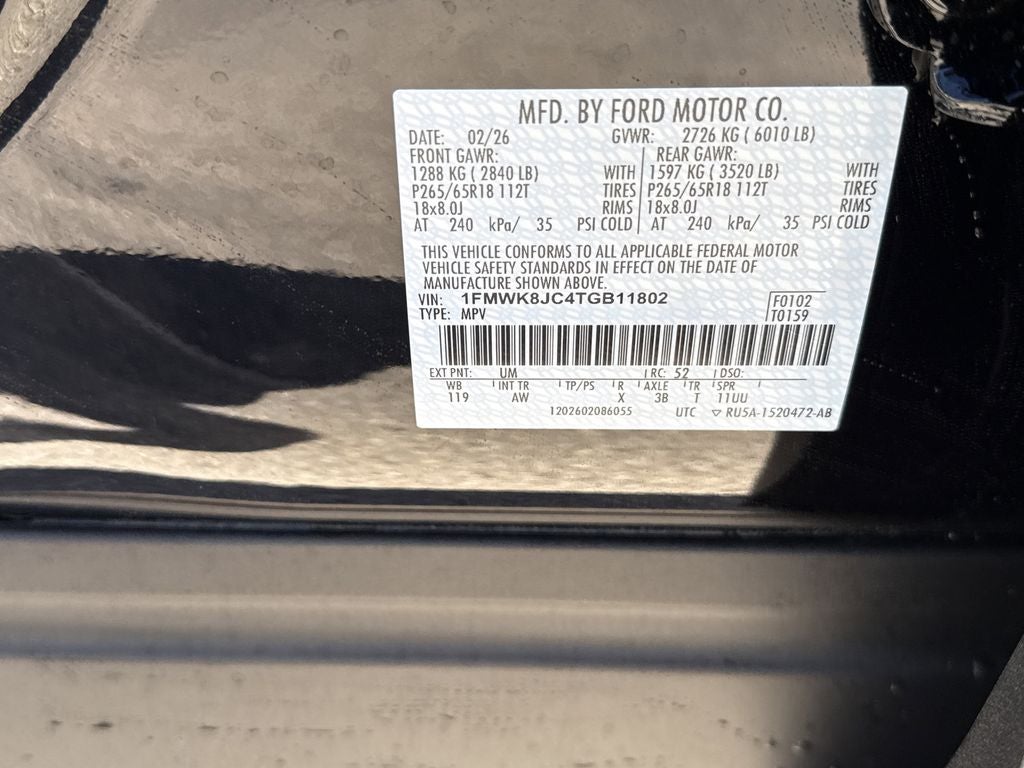 MFD. BY FORD MOTOR CO.
DATE: 02/26 GVWR: 2726 KG ( 6010 LB)
FRONT GAWR: REAR GAWR:
1288 KG ( 2840 LB) WITH 1597 KG ( 3520 LB) WITH
P265/65R18 112T TIRES P265/65R18 112T TIRES
18x8.0J RIMS 18x8.0J RIMS
AT 240 kPa/ 35 PSI COLD AT 240 kPa/ 35 PSI COLD
THIS VEHICLE CONFORMS TO ALL APPLICABLE FEDERAL MOTOR
VEHICLE SAFETY STANDARDS IN EFFECT ON THE DATE OF
MANUFACTURE SHOWN ABOVE.
VIN: 1FMWK8JC4TGB11802 F0102
TYPE: MPV T0159
EXT PNT: UM RC: 52 DSO:
WB INT TR TP/PS R AXLE TR SPR
119 AW X 3B T 11UU
1202602086055 UTC ▽ RU5A-1520472-AB